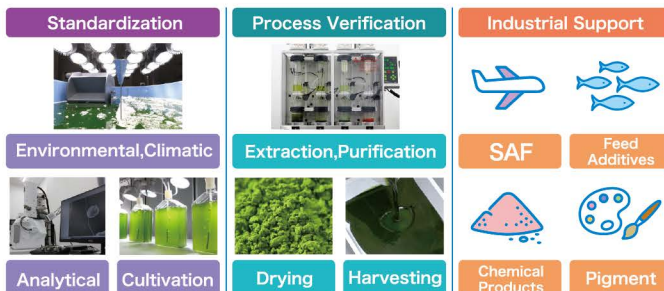 Standardization
Process Verification
Industrial Support
Environmental,Climatic
Extraction,Purification
SAF
Feed
Additives
Analytical
Cultivation
Drying
Harvesting
Chemical
Products
Pigment